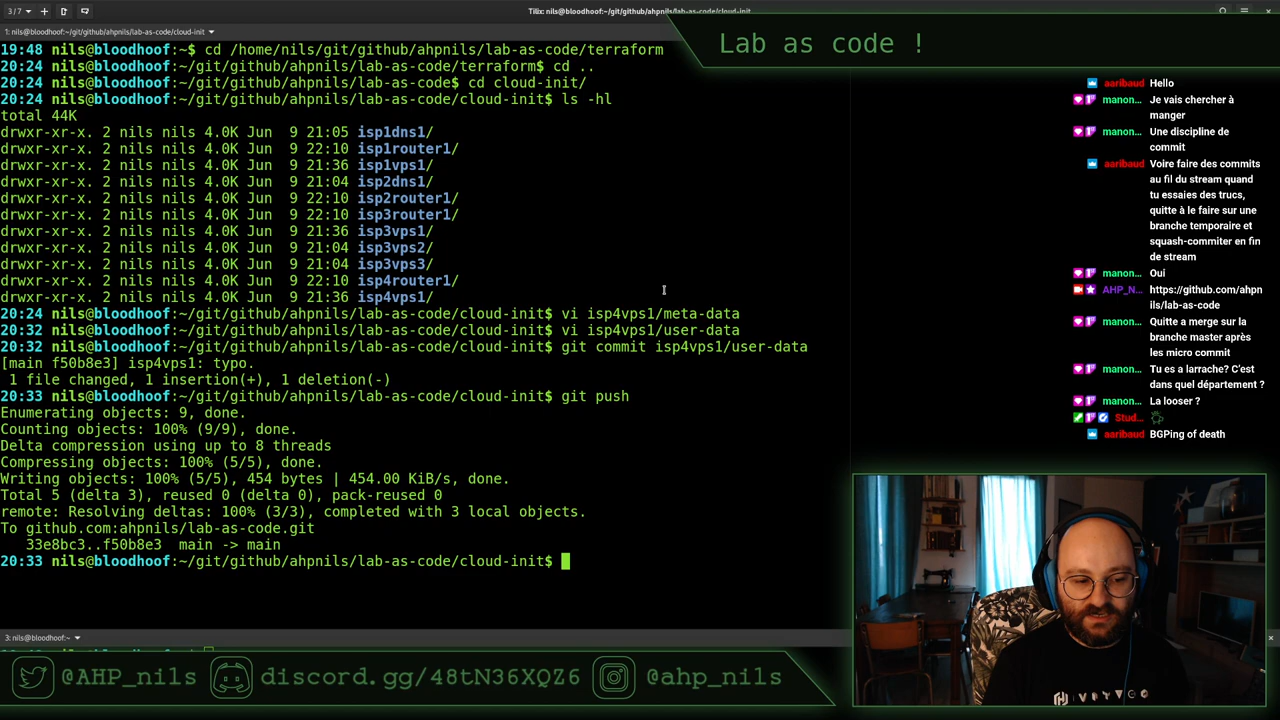 3 / 7
Tilix: nils@bloodhoof:~/git/github/ahpnils/lab-as-code/cloud-init
1: nils@bloodhoof:~/git/github/ahpnils/lab-as-code/cloud-init
Lab as code !
19:48 nils@bloodhoof:~$ cd /home/nils/git/github/ahpnils/lab-as-code/terraform
20:24 nils@bloodhoof:~/git/github/ahpnils/lab-as-code/terraform$ cd ..
20:24 nils@bloodhoof:~/git/github/ahpnils/lab-as-code$ cd cloud-init/
20:24 nils@bloodhoof:~/git/github/ahpnils/lab-as-code/cloud-init$ ls -hl
total 44K
drwxr-xr-x. 2 nils nils 4.0K Jun  9 21:05 isp1dns1/
drwxr-xr-x. 2 nils nils 4.0K Jun  9 22:10 isp1router1/
drwxr-xr-x. 2 nils nils 4.0K Jun  9 21:36 isp1vps1/
drwxr-xr-x. 2 nils nils 4.0K Jun  9 21:04 isp2dns1/
drwxr-xr-x. 2 nils nils 4.0K Jun  9 22:10 isp2router1/
drwxr-xr-x. 2 nils nils 4.0K Jun  9 22:10 isp3router1/
drwxr-xr-x. 2 nils nils 4.0K Jun  9 21:36 isp3vps1/
drwxr-xr-x. 2 nils nils 4.0K Jun  9 21:04 isp3vps2/
drwxr-xr-x. 2 nils nils 4.0K Jun  9 21:04 isp3vps3/
drwxr-xr-x. 2 nils nils 4.0K Jun  9 22:10 isp4router1/
drwxr-xr-x. 2 nils nils 4.0K Jun  9 21:36 isp4vps1/
20:24 nils@bloodhoof:~/git/github/ahpnils/lab-as-code/cloud-init$ vi isp4vps1/meta-data
20:32 nils@bloodhoof:~/git/github/ahpnils/lab-as-code/cloud-init$ vi isp4vps1/user-data
20:32 nils@bloodhoof:~/git/github/ahpnils/lab-as-code/cloud-init$ git commit isp4vps1/user-data
[main f50b8e3] isp4vps1: typo.
 1 file changed, 1 insertion(+), 1 deletion(-)
20:33 nils@bloodhoof:~/git/github/ahpnils/lab-as-code/cloud-init$ git push
Enumerating objects: 9, done.
Counting objects: 100% (9/9), done.
Delta compression using up to 8 threads
Compressing objects: 100% (5/5), done.
Writing objects: 100% (5/5), 454 bytes | 454.00 KiB/s, done.
Total 5 (delta 3), reused 0 (delta 0), pack-reused 0
remote: Resolving deltas: 100% (3/3), completed with 3 local objects.
To github.com:ahpnils/lab-as-code.git
   33e8bc3..f50b8e3  main -> main
20:33 nils@bloodhoof:~/git/github/ahpnils/lab-as-code/cloud-init$
aaribaud Hello
manon... Je vais chercher à
manger
manon... Une discipline de
commit
aaribaud Voire faire des commits
au fil du stream quand
tu essaies des trucs,
quitte à le faire sur une
branche temporaire et
squash-commiter en fin
de stream
manon... Oui
AHP_N... https://github.com/ahpn
ils/lab-as-code
manon... Quitte a merge sur la
branche master après
les micro commit
manon... Tu es a larrache? C'est
dans quel département ?
manon... La looser ?
Stud...
aaribaud BGPing of death
3: nils@bloodhoof:~
@AHP_nils
discord.gg/48tN36XQZ6
@ahp_nils